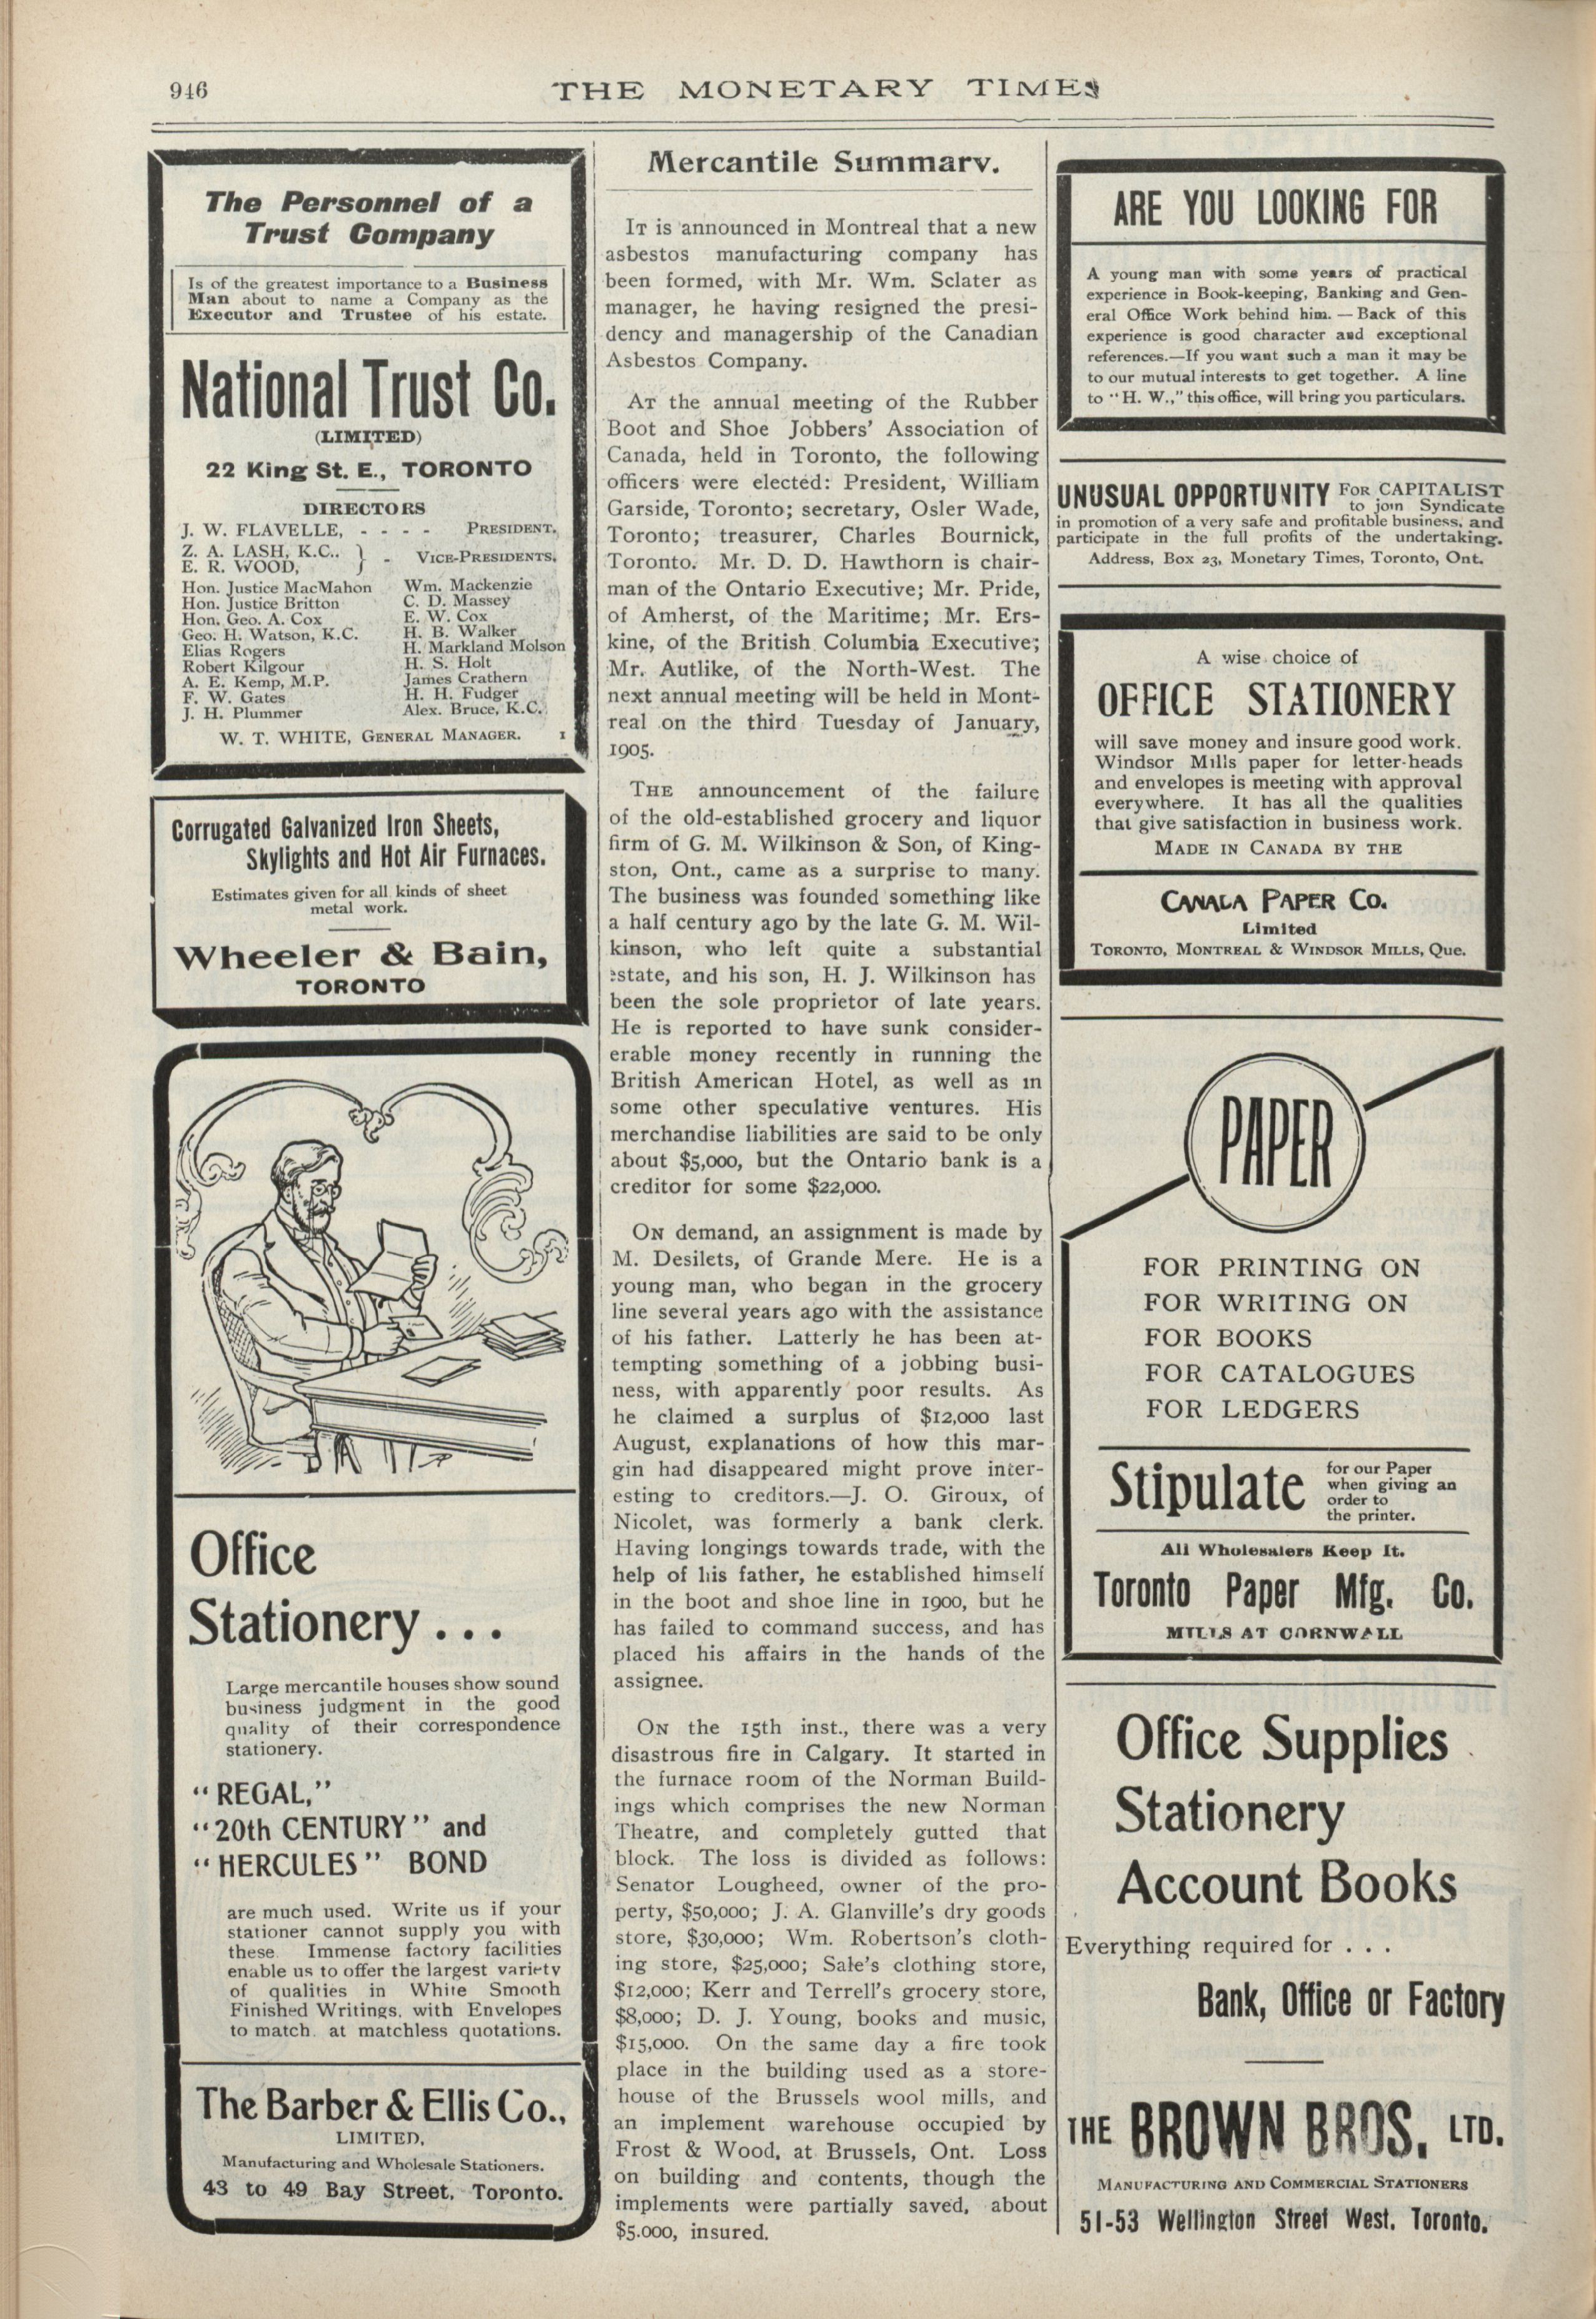 946
THE MONETARY TIMES
The Personnel of a
Trust Company
Is of the greatest importance to a Business
Man about to name a Company as the
Executor and Trustee of his estate.
National Trust Co.
(LIMITED)
22 King St. E., TORONTO
DIRECTORS
J. W. FLAVELLE, - - - - PRESIDENT.
Z. A. LASH, K.C.. } - VICE-PRESIDENTS.
E. R. WOOD,
Hon. Justice MacMahon Wm. Mackenzie
Hon. Justice Britton C. D. Massey
Hon. Geo. A. Cox E. W. Cox
Geo. H. Watson, K.C. H. B. Walker
Elias Rogers H. Markland Molson
Robert Kilgour H. S. Holt
A. E. Kemp, M.P. James Crathern
F. W. Gates H. H. Fudger
J. H. Plummer Alex. Bruce, K.C.
W. T. WHITE, GENERAL MANAGER. 1
Corrugated Galvanized Iron Sheets,
Skylights and Hot Air Furnaces.
Estimates given for all kinds of sheet
metal work.
Wheeler & Bain,
TORONTO
Office
Stationery . . .
Large mercantile houses show sound
business judgment in the good
quality of their correspondence
stationery.
"REGAL,"
"20th CENTURY" and
"HERCULES" BOND
are much used. Write us if your
stationer cannot supply you with
these. Immense factory facilities
enable us to offer the largest variety
of qualities in White Smooth
Finished Writings, with Envelopes
to match, at matchless quotations.
The Barber & Ellis Co.,
LIMITED,
Manufacturing and Wholesale Stationers.
43 to 49 Bay Street, Toronto.
Mercantile Summary.
IT is announced in Montreal that a new
asbestos manufacturing company has
been formed, with Mr. Wm. Sclater as
manager, he having resigned the presi-
dency and managership of the Canadian
Asbestos Company.
AT the annual meeting of the Rubber
Boot and Shoe Jobbers' Association of
Canada, held in Toronto, the following
officers were elected: President, William
Garside, Toronto; secretary, Osler Wade,
Toronto; treasurer, Charles Bournick,
Toronto. Mr. D. D. Hawthorn is chair-
man of the Ontario Executive; Mr. Pride,
of Amherst, of the Maritime; Mr. Ers-
kine, of the British Columbia Executive;
Mr. Autlike, of the North-West. The
next annual meeting will be held in Mont-
real on the third Tuesday of January,
1905.
THE announcement of the failure
of the old-established grocery and liquor
firm of G. M. Wilkinson & Son, of King-
ston, Ont., came as a surprise to many.
The business was founded something like
a half century ago by the late G. M. Wil-
kinson, who left quite a substantial
estate, and his son, H. J. Wilkinson has
been the sole proprietor of late years.
He is reported to have sunk consider-
erable money recently in running the
British American Hotel, as well as in
some other speculative ventures. His
merchandise liabilities are said to be only
about $5,000, but the Ontario bank is a
creditor for some $22,000.
ON demand, an assignment is made by
M. Desilets, of Grande Mere. He is a
young man, who began in the grocery
line several years ago with the assistance
of his father. Latterly he has been at-
tempting something of a jobbing busi-
ness, with apparently poor results. As
he claimed a surplus of $12,000 last
August, explanations of how this mar-
gin had disappeared might prove inter-
esting to creditors.—J. O. Giroux, of
Nicolet, was formerly a bank clerk.
Having longings towards trade, with the
help of his father, he established himself
in the boot and shoe line in 1900, but he
has failed to command success, and has
placed his affairs in the hands of the
assignee.
ON the 15th inst., there was a very
disastrous fire in Calgary. It started in
the furnace room of the Norman Build-
ings which comprises the new Norman
Theatre, and completely gutted that
block. The loss is divided as follows:
Senator Lougheed, owner of the pro-
perty, $50,000; J. A. Glanville's dry goods
store, $30,000; Wm. Robertson's cloth-
ing store, $25,000; Sale's clothing store,
$12,000; Kerr and Terrell's grocery store,
$8,000; D. J. Young, books and music,
$15,000. On the same day a fire took
place in the building used as a store-
house of the Brussels wool mills, and
an implement warehouse occupied by
Frost & Wood, at Brussels, Ont. Loss
on building and contents, though the
implements were partially saved, about
$5.000, insured.
ARE YOU LOOKING FOR
A young man with some years of practical
experience in Book-keeping, Banking and Gen-
eral Office Work behind him. — Back of this
experience is good character and exceptional
references.—If you want such a man it may be
to our mutual interests to get together. A line
to "H. W.," this office, will bring you particulars.
UNUSUAL OPPORTUNITY FOR CAPITALIST
to join Syndicate
in promotion of a very safe and profitable business, and
participate in the full profits of the undertaking.
Address, Box 23, Monetary Times, Toronto, Ont.
A wise choice of
OFFICE STATIONERY
will save money and insure good work.
Windsor Mills paper for letter-heads
and envelopes is meeting with approval
everywhere. It has all the qualities
that give satisfaction in business work.
MADE IN CANADA BY THE
CANADA PAPER CO.
Limited
TORONTO, MONTREAL & WINDSOR MILLS, Que.
PAPER
FOR PRINTING ON
FOR WRITING ON
FOR BOOKS
FOR CATALOGUES
FOR LEDGERS
Stipulate for our Paper
when giving an
order to
the printer.
All Wholesalers Keep It.
Toronto Paper Mfg. Co.
MILLS AT CORNWALL
Office Supplies
Stationery
Account Books
Everything required for . . .
Bank, Office or Factory
THE BROWN BROS. LTD.
MANUFACTURING AND COMMERCIAL STATIONERS
51-53 Wellington Street West, Toronto.